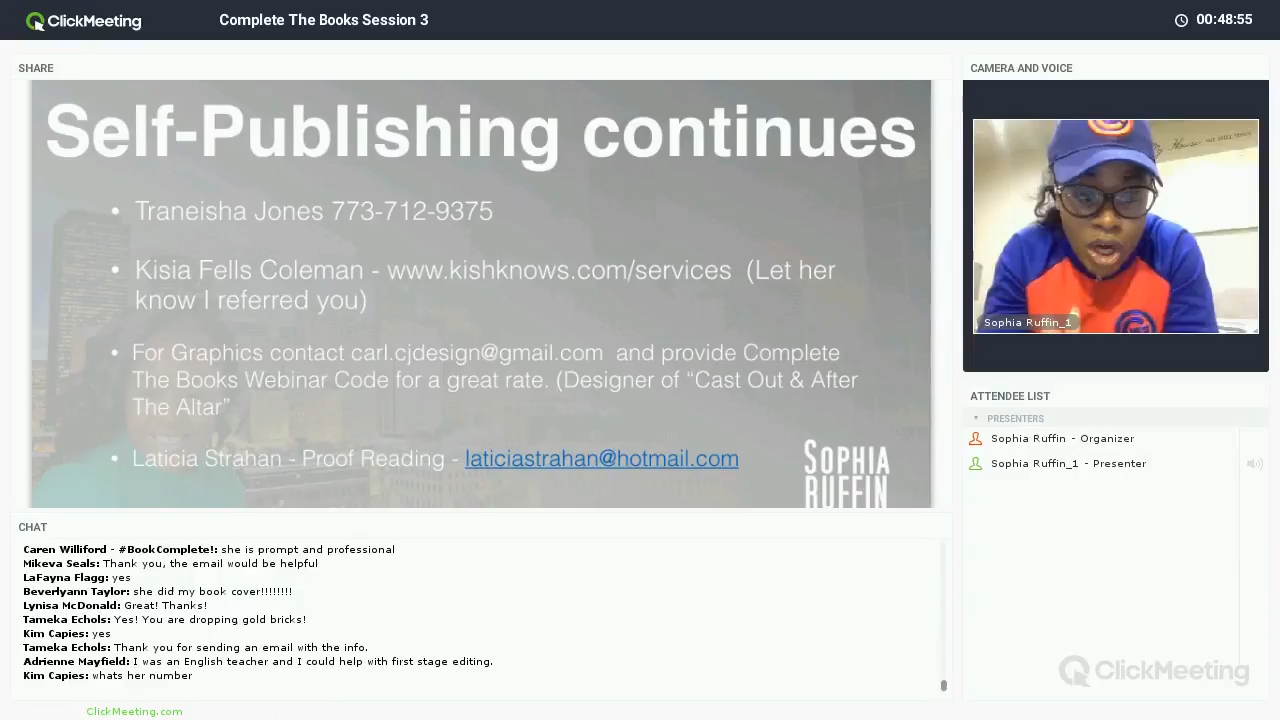 ClickMeeting
Complete The Books Session 3
00:48:55
SHARE
Self-Publishing continues
• Traneisha Jones 773-712-9375
• Kisia Fells Coleman - www.kishknows.com/services (Let her
know I referred you)
• For Graphics contact carl.cjdesign@gmail.com and provide Complete
The Books Webinar Code for a great rate. (Designer of “Cast Out & After
The Altar”
• Laticia Strahan - Proof Reading - laticiastrahan@hotmail.com
SOPHIA
RUFFIN
CAMERA AND VOICE
Sophia Ruffin_1
ATTENDEE LIST
PRESENTERS
Sophia Ruffin - Organizer
Sophia Ruffin_1 - Presenter
CHAT
Caren Williford - #BookComplete!: she is prompt and professional
Mikeva Seals: Thank you, the email would be helpful
LaFayna Flagg: yes
Beverlyann Taylor: she did my book cover!!!!!!!!
Lynisa McDonald: Great! Thanks!
Tameka Echols: Yes! You are dropping gold bricks!
Kim Capies: yes
Tameka Echols: Thank you for sending an email with the info.
Adrienne Mayfield: I was an English teacher and I could help with first stage editing.
Kim Capies: whats her number
ClickMeeting
ClickMeeting.com